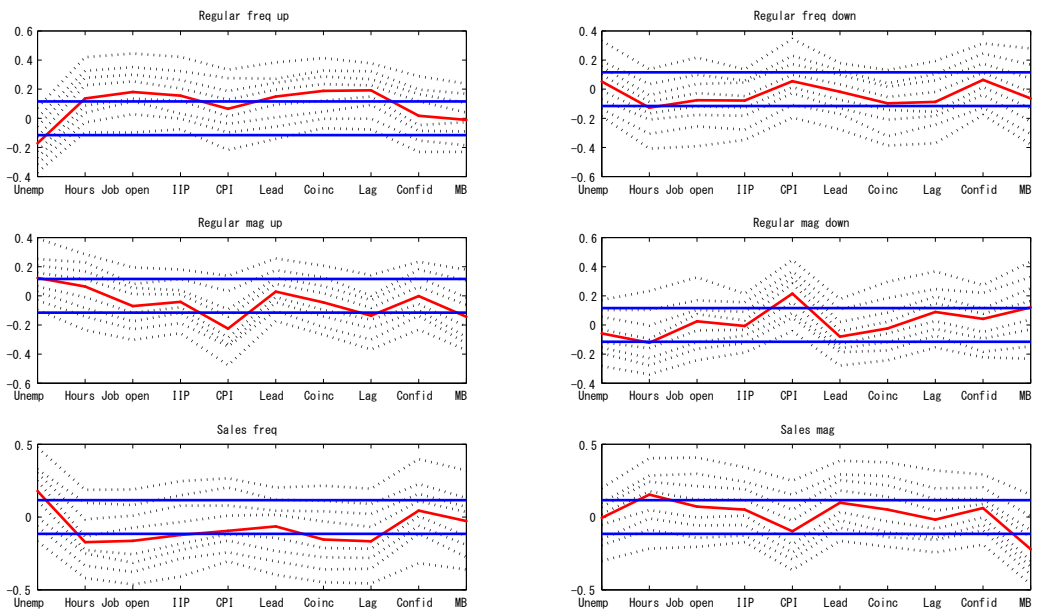 Regular freq up
0.6
0.4
0.2
0
-0.2
-0.4
Unemp Hours Job open IIP CPI Lead Coinc Lag Confid MB
Regular freq down
0.6
0.4
0.2
0
-0.2
-0.4
-0.6
Unemp Hours Job open IIP CPI Lead Coinc Lag Confid MB
Regular mag up
0.4
0.2
0
-0.2
-0.4
-0.6
Unemp Hours Job open IIP CPI Lead Coinc Lag Confid MB
Regular mag down
0.6
0.4
0.2
0
-0.2
-0.4
Unemp Hours Job open IIP CPI Lead Coinc Lag Confid MB
Sales freq
0.5
0
-0.5
Unemp Hours Job open IIP CPI Lead Coinc Lag Confid MB
Sales mag
0.5
0
-0.5
Unemp Hours Job open IIP CPI Lead Coinc Lag Confid MB